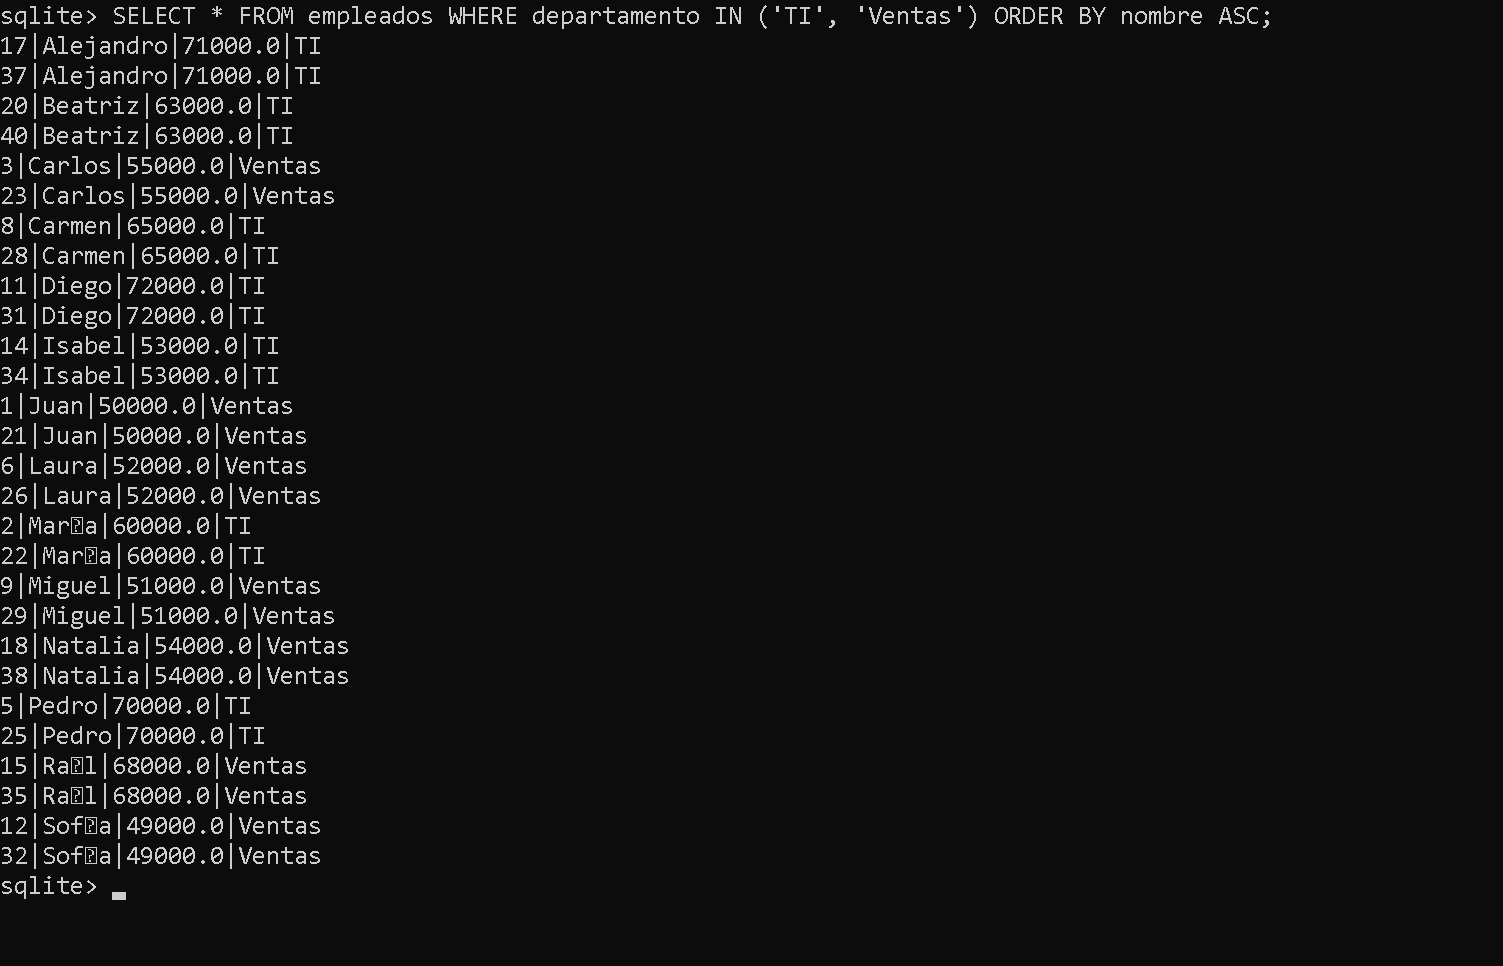 sqlite> SELECT * FROM empleados WHERE departamento IN ('TI', 'Ventas') ORDER BY nombre ASC;
17|Alejandro|71000.0|TI
37|Alejandro|71000.0|TI
20|Beatriz|63000.0|TI
40|Beatriz|63000.0|TI
3|Carlos|55000.0|Ventas
23|Carlos|55000.0|Ventas
8|Carmen|65000.0|TI
28|Carmen|65000.0|TI
11|Diego|72000.0|TI
31|Diego|72000.0|TI
14|Isabel|53000.0|TI
34|Isabel|53000.0|TI
1|Juan|50000.0|Ventas
21|Juan|50000.0|Ventas
6|Laura|52000.0|Ventas
26|Laura|52000.0|Ventas
2|Mar�a|60000.0|TI
22|Mar�a|60000.0|TI
9|Miguel|51000.0|Ventas
29|Miguel|51000.0|Ventas
18|Natalia|54000.0|Ventas
38|Natalia|54000.0|Ventas
5|Pedro|70000.0|TI
25|Pedro|70000.0|TI
15|Ra�l|68000.0|Ventas
35|Ra�l|68000.0|Ventas
12|Sof�a|49000.0|Ventas
32|Sof�a|49000.0|Ventas
sqlite>